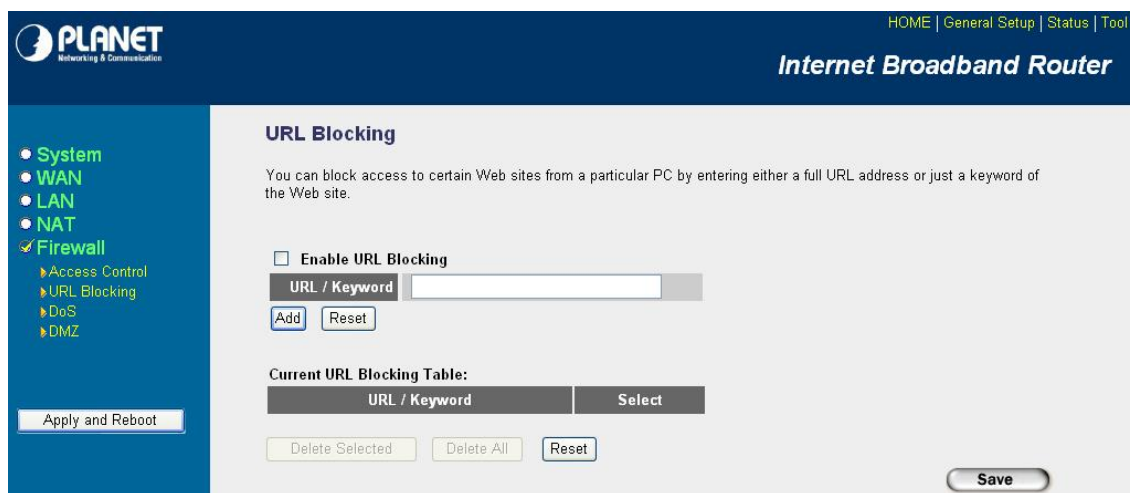 PLANET
Networking & Communication
HOME | General Setup | Status | Tool
Internet Broadband Router
System
WAN
LAN
NAT
Firewall
Access Control
URL Blocking
DoS
DMZ
Apply and Reboot
URL Blocking
You can block access to certain Web sites from a particular PC by entering either a full URL address or just a keyword of
the Web site.
Enable URL Blocking
URL / Keyword
Add Reset
Current URL Blocking Table:
URL / Keyword Select
Delete Selected Delete All Reset
Save